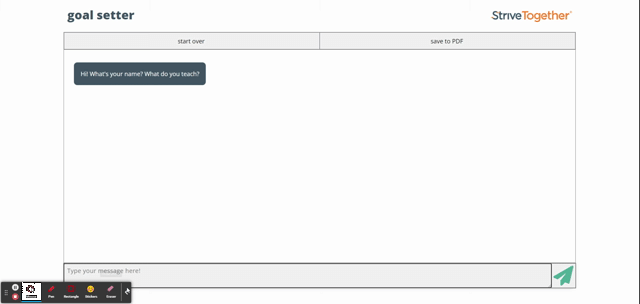 goal setter
StriveTogether
start over
save to PDF
Hi! What's your name? What do you teach?
Type your message here!
Pen
Rectangle
Stickers
Eraser